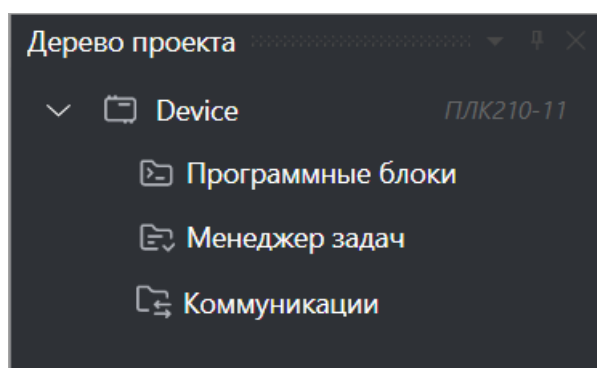 Дерево проекта
Device ПЛК210-11
Программные блоки
Менеджер задач
Коммуникации